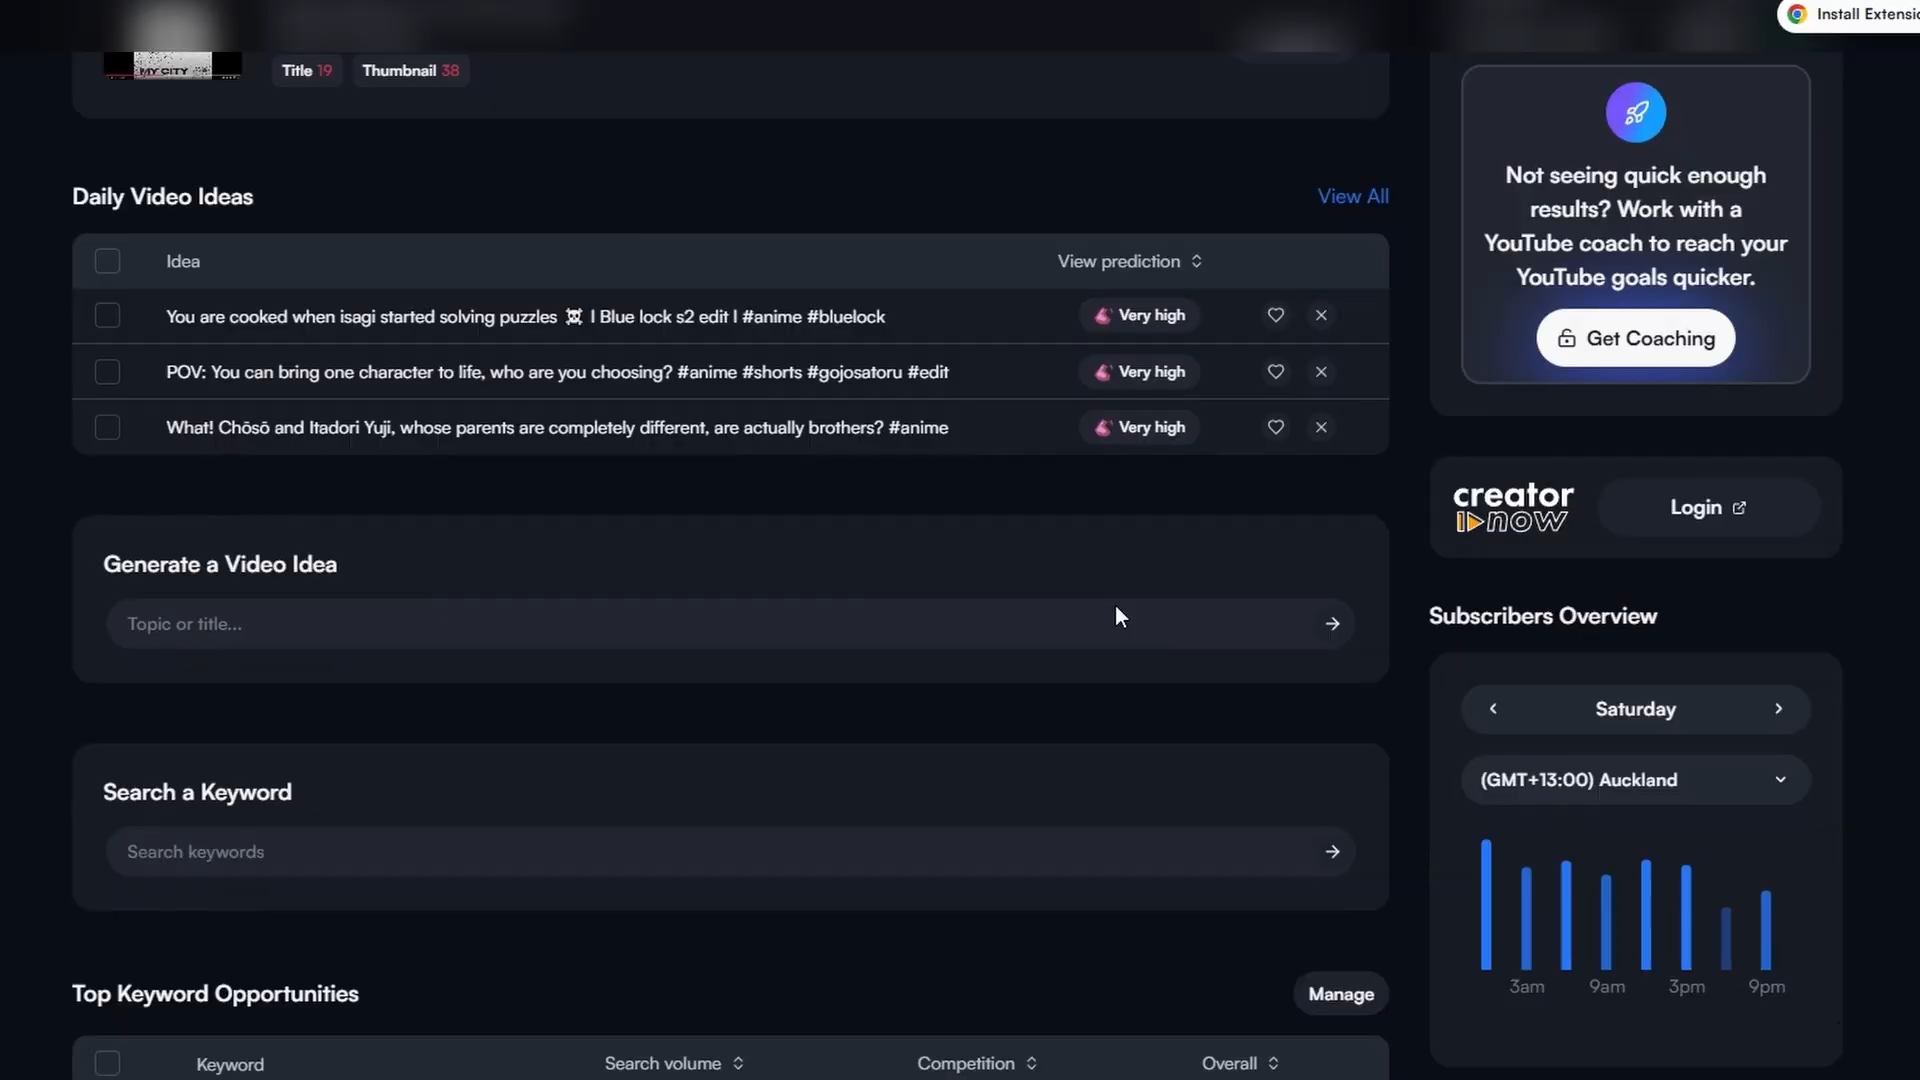 Install Extensio
MY CITY
Title 19
Thumbnail 38
Daily Video Ideas
View All
Idea
View prediction
You are cooked when isagi started solving puzzles ☠️ I Blue lock s2 edit I #anime #bluelock
Very high
POV: You can bring one character to life, who are you choosing? #anime #shorts #gojosatoru #edit
Very high
What! Chōsō and Itadori Yuji, whose parents are completely different, are actually brothers? #anime
Very high
Generate a Video Idea
Topic or title...
Search a Keyword
Search keywords
Top Keyword Opportunities
Manage
Keyword
Search volume
Competition
Overall
Not seeing quick enough
results? Work with a
YouTube coach to reach your
YouTube goals quicker.
Get Coaching
creator
now
Login
Subscribers Overview
Saturday
(GMT+13:00) Auckland
3am
9am
3pm
9pm